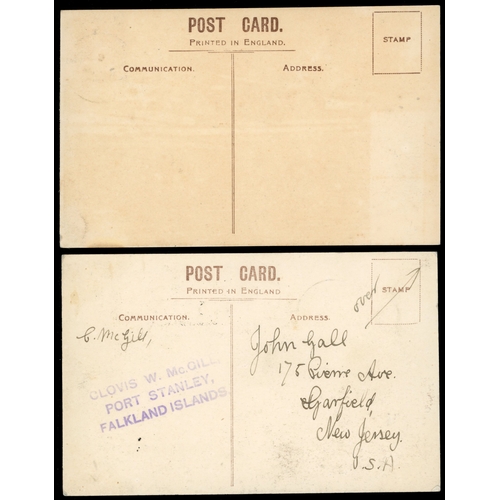 POST CARD.
PRINTED IN ENGLAND.
STAMP
COMMUNICATION.
ADDRESS.
POST CARD.
PRINTED IN ENGLAND
over
STAMP
COMMUNICATION.
ADDRESS.
C. McGill,
CLOVIS W. McGILL
PORT STANLEY,
FALKLAND ISLANDS
John Gall
175 Pierre Ave.
Garfield,
New Jersey.
U.S.A.